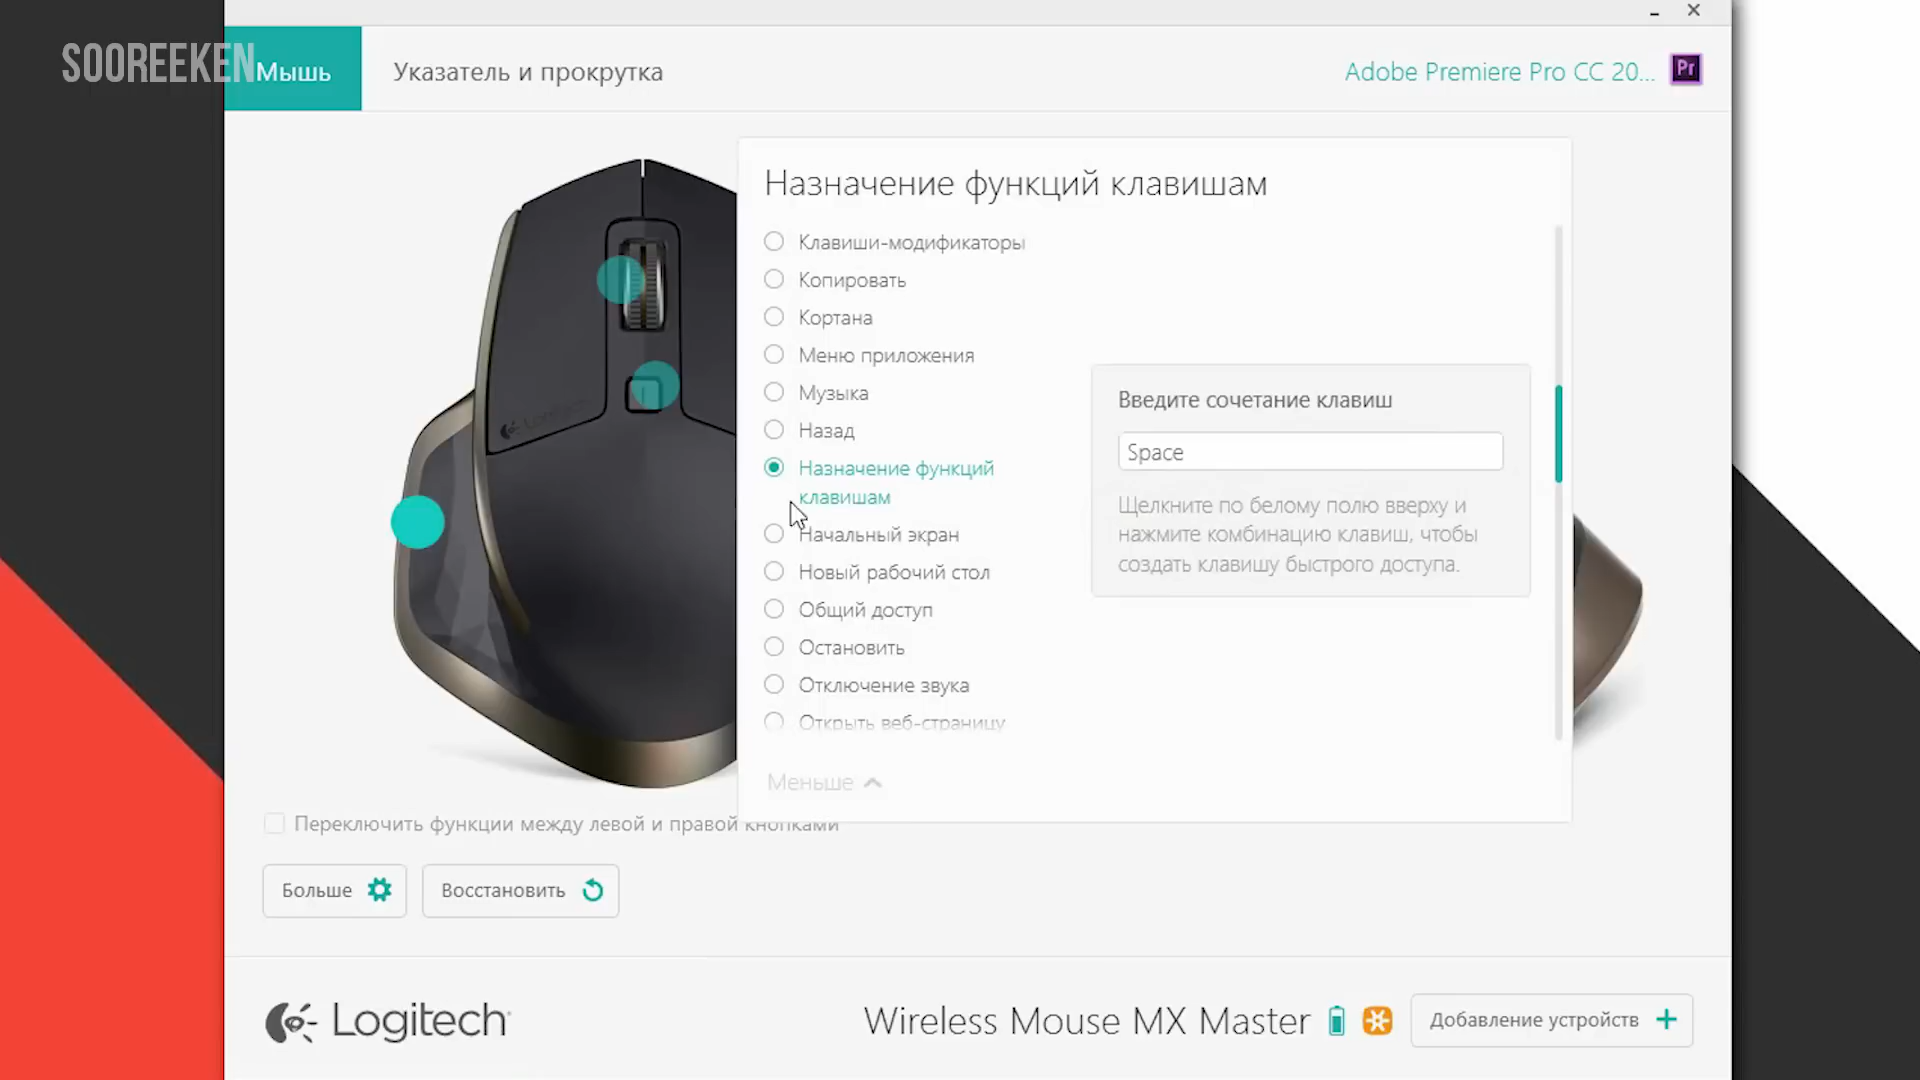 SOOREEKEN
Мышь
Указатель и прокрутка
Adobe Premiere Pro CC 20...
Pr
Назначение функций клавишам
Клавиши-модификаторы
Копировать
Кортана
Меню приложения
Музыка
Назад
Назначение функций
клавишам
Начальный экран
Новый рабочий стол
Общий доступ
Остановить
Отключение звука
Открыть веб-страницу
Меньше
Введите сочетание клавиш
Space
Щелкните по белому полю вверху и
нажмите комбинацию клавиш, чтобы
создать клавишу быстрого доступа.
Logitech
Переключить функции между левой и правой кнопками
Больше
Восстановить
Logitech
Wireless Mouse MX Master
Добавление устройств